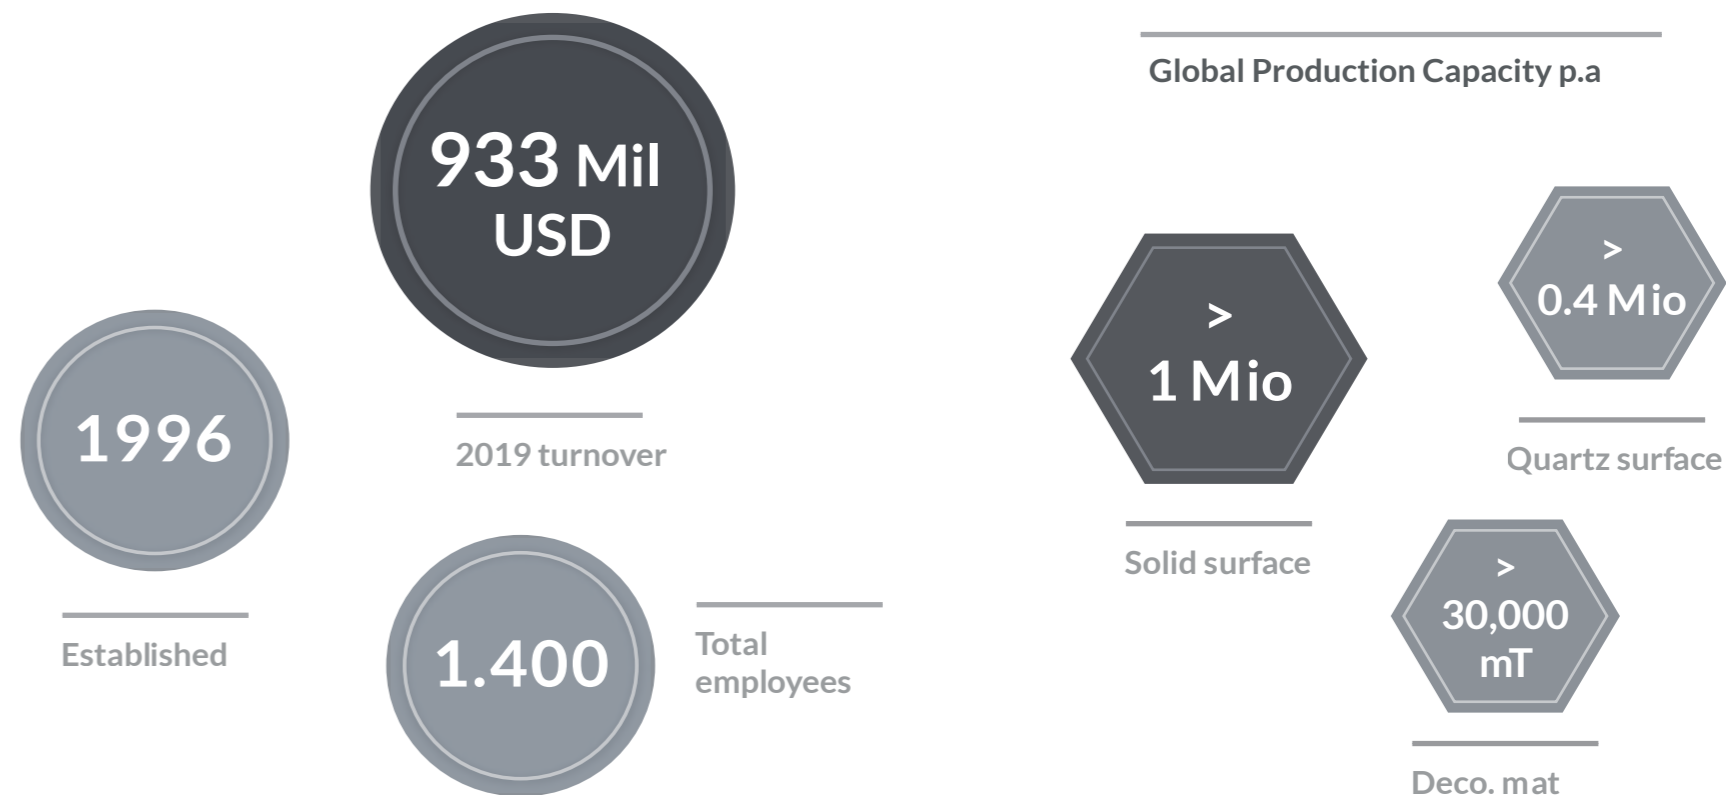 933 Mil
USD
2019 turnover
1996
Established
1.400
Total
employees
Global Production Capacity p.a
>
1 Mio
Solid surface
>
0.4 Mio
Quartz surface
>
30,000
mT
Deco. mat